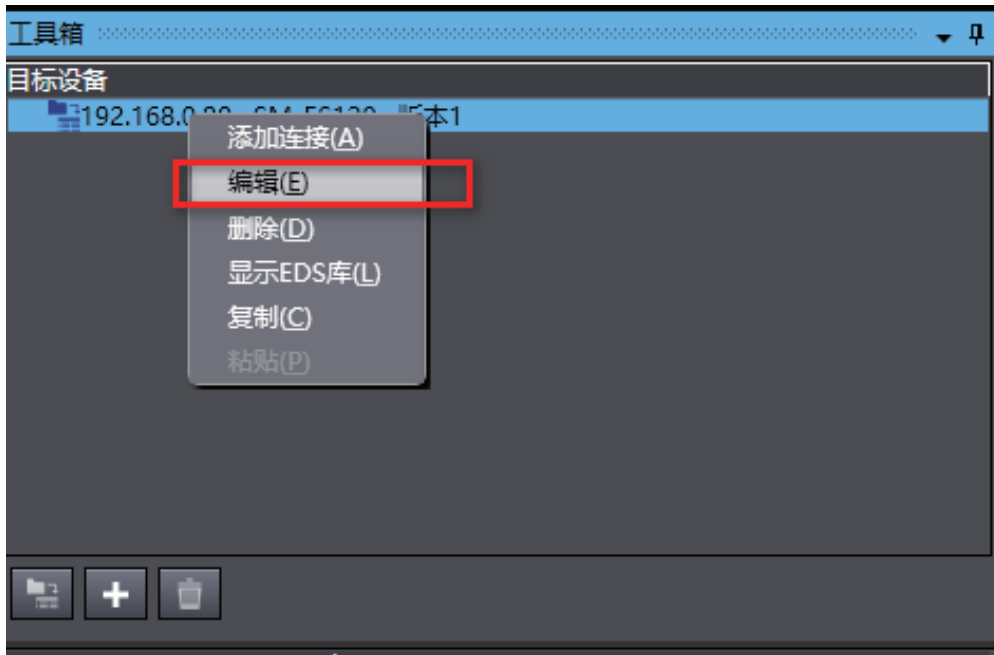 工具箱
目标设备
192.168.0 版本1
添加连接(A)
编辑(E)
删除(D)
显示EDS库(L)
复制(C)
粘贴(P)